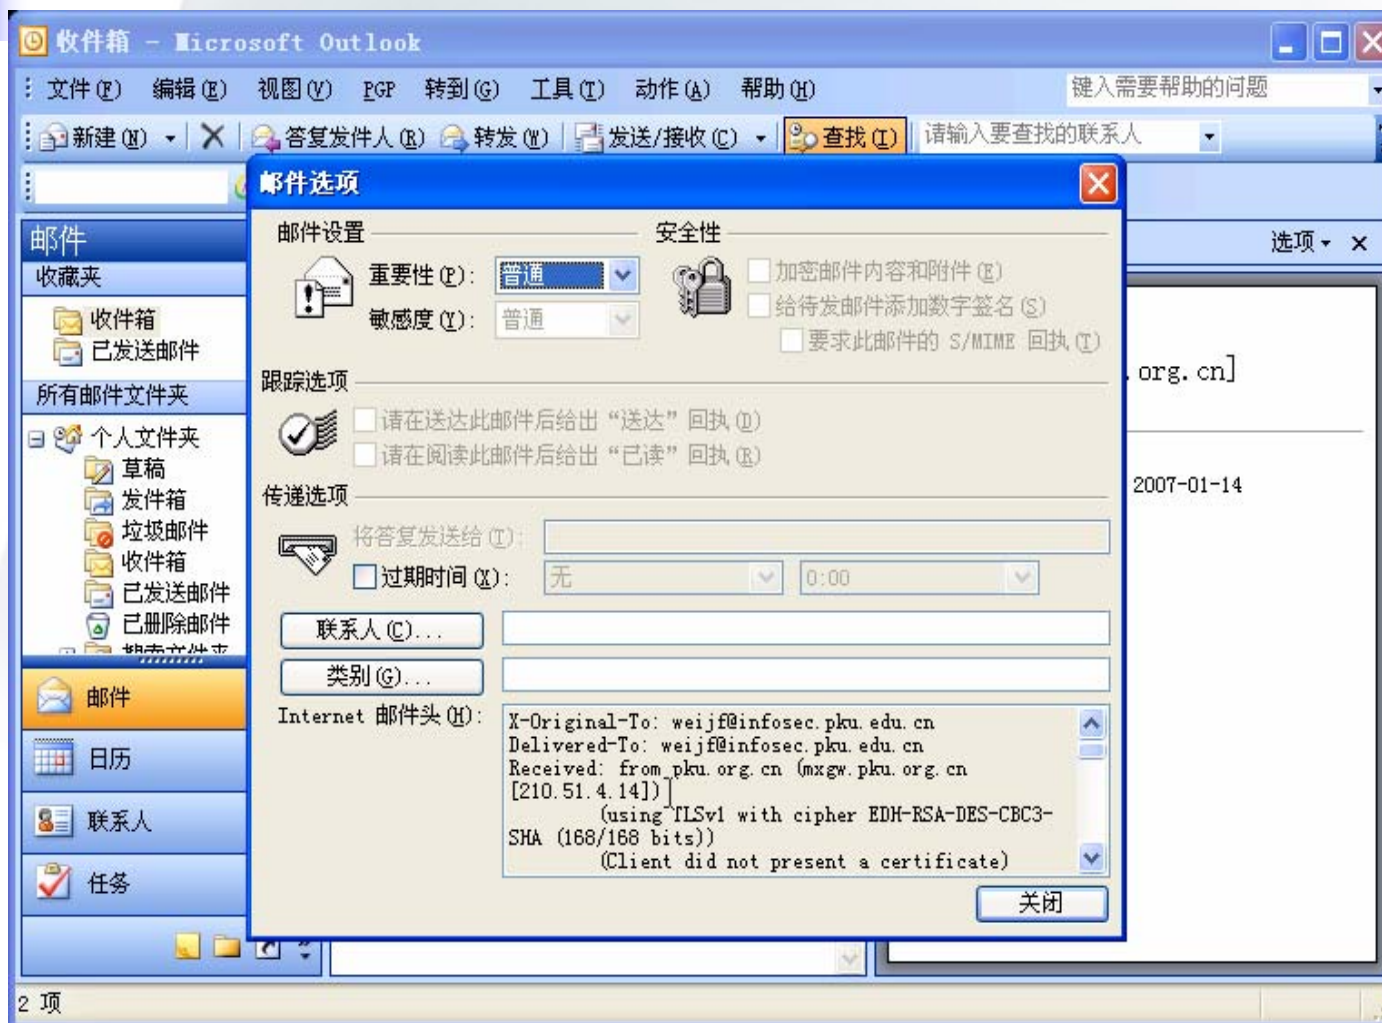 收件箱 - Microsoft Outlook
文件(F) 编辑(E) 视图(V) PGP 转到(G) 工具(T) 动作(A) 帮助(H) 键入需要帮助的问题
新建(N) 答复发件人(R) 转发(W) 发送/接收(C) 查找(I) 请输入要查找的联系人
邮件选项
邮件
选项
收藏夹
收件箱
已发送邮件
所有邮件文件夹
个人文件夹
草稿
发件箱
垃圾邮件
收件箱
已发送邮件
已删除邮件
搜索文件夹
邮件
日历
联系人
任务
邮件设置 安全性
重要性(P): 普通 加密邮件内容和附件(E)
敏感度(Y): 普通 给待发邮件添加数字签名(S)
要求此邮件的 S/MIME 回执(T)
跟踪选项
请在送达此邮件后给出“送达”回执(D)
请在阅读此邮件后给出“已读”回执(R)
传递选项
将答复发送给(T):
过期时间(X): 无 0:00
联系人(C)...
类别(G)...
Internet 邮件头(H):
X-Original-To: weijf@infosec.pku.edu.cn
Delivered-To: weijf@infosec.pku.edu.cn
Received: from pku.org.cn (mxgw.pku.org.cn
[210.51.4.14])
(using TLSv1 with cipher EDH-RSA-DES-CBC3-
SHA (168/168 bits))
(Client did not present a certificate)
关闭
.org.cn]
2007-01-14
2 项